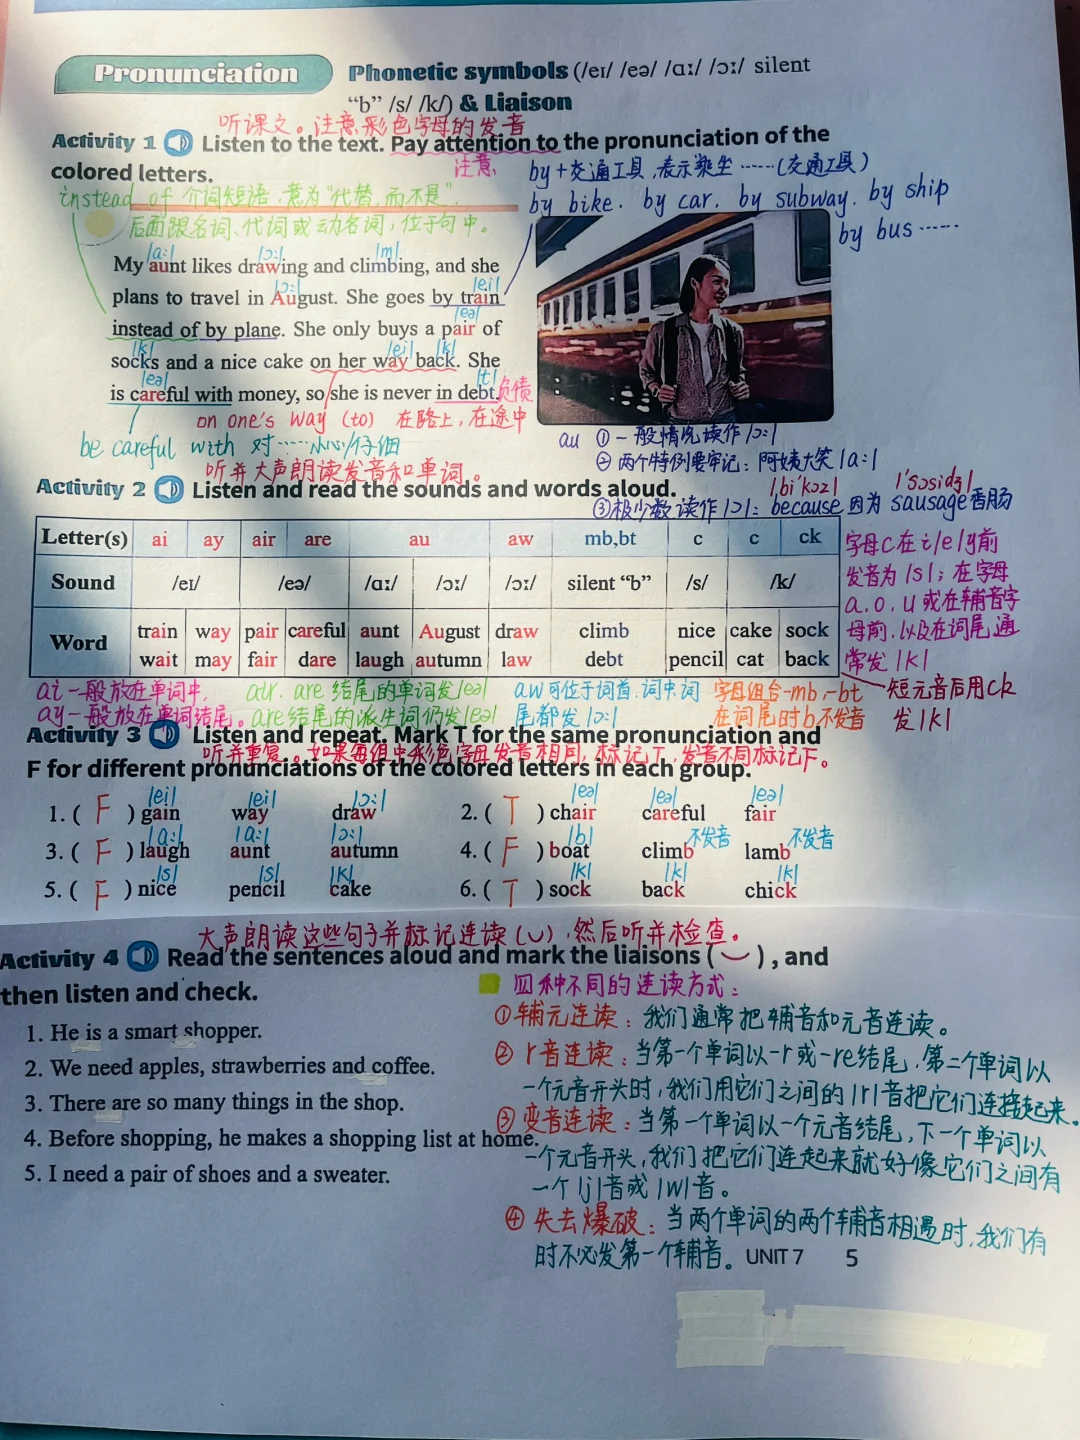 Pronunciation Phonetic symbols (/eɪ/ /eə/ /ɑː/ /ɔː/ silent
"b" /s/ /k/) & Liaison
听课文。注意彩色字母的发音
Activity 1 Listen to the text. Pay attention to the pronunciation of the
colored letters.
注意
by + 交通工具,表示乘坐……(交通工具)
by bike. by car. by subway. by ship
by bus ……
instead of 介词短语,意为"代替,而不是",
后面跟名词、代词或动名词,位于句中。
/a:/ /ɔ:/ /m/
My aunt likes drawing and climbing, and she
/ɔ:/ /ei/
plans to travel in August. She goes by train
/eə/
instead of by plane. She only buys a pair of
/k/ /ei/ /k/
socks and a nice cake on her way back. She
/eə/ /t/
is careful with money, so she is never in debt. 负债
on one's way (to) 在路上,在途中
be careful with 对……小心/仔细
au ① 一般情况读作/ɔ:/
② 两个特例要牢记:阿姨大笑/a:/
/bi'kɔz/ /'sɔsidʒ/
③极少数读作/ɔ/: because因为 sausage香肠
听并大声朗读发音和单词。
Activity 2 Listen and read the sounds and words aloud.
Letter(s) ai ay air are au aw mb,bt c c ck
Sound /eɪ/ /eə/ /ɑː/ /ɔː/ /ɔː/ silent "b" /s/ /k/
Word train way pair careful aunt August draw climb nice cake sock
wait may fair dare laugh autumn law debt pencil cat back
字母c在i/e/y前
发音为/s/;在字母
a.o.u或在辅音字
母前.以及在词尾通
常发/k/
短元音后用ck
发/k/
ai一般放在单词中,
ay一般放在单词结尾。
air. are 结尾的单词发/eə/
are结尾的派生词仍发/eə/
aw可位于词首.词中词
尾都发/ɔ:/
字母组合-mb,-bt
在词尾时b不发音
Activity 3 Listen and repeat. Mark T for the same pronunciation and
听并重复。如果每组中彩色字母发音相同,标记T,发音不同标记F。
F for different pronunciations of the colored letters in each group.
/ei/ /ei/ /ɔ:/ /eə/ /eə/ /eə/
1. ( F ) gain way draw 2. ( T ) chair careful fair
/a:/ /a:/ /ɔ:/ /b/ 不发音 不发音
3. ( F ) laugh aunt autumn 4. ( F ) boat climb lamb
/s/ /s/ /k/ /k/ /k/ /k/
5. ( F ) nice pencil cake 6. ( T ) sock back chick
大声朗读这些句子并标记连读(‿),然后听并检查。
Activity 4 Read the sentences aloud and mark the liaisons (‿), and
then listen and check.
1. He is a smart shopper.
2. We need apples, strawberries and coffee.
3. There are so many things in the shop.
4. Before shopping, he makes a shopping list at home.
5. I need a pair of shoes and a sweater.
四种不同的连读方式:
①辅元连读:我们通常把辅音和元音连读。
② r音连读:当第一个单词以-r或-re结尾,第二个单词以
一个元音开头时,我们用它们之间的/r/音把它们连接起来.
③ 变音连读:当第一个单词以一个元音结尾,下一个单词以
一个元音开头,我们把它们连起来就好像它们之间有
一个/j/音或/w/音。
④ 失去爆破:当两个单词的两个辅音相遇时,我们有
时不必发第一个辅音。
UNIT 7 5